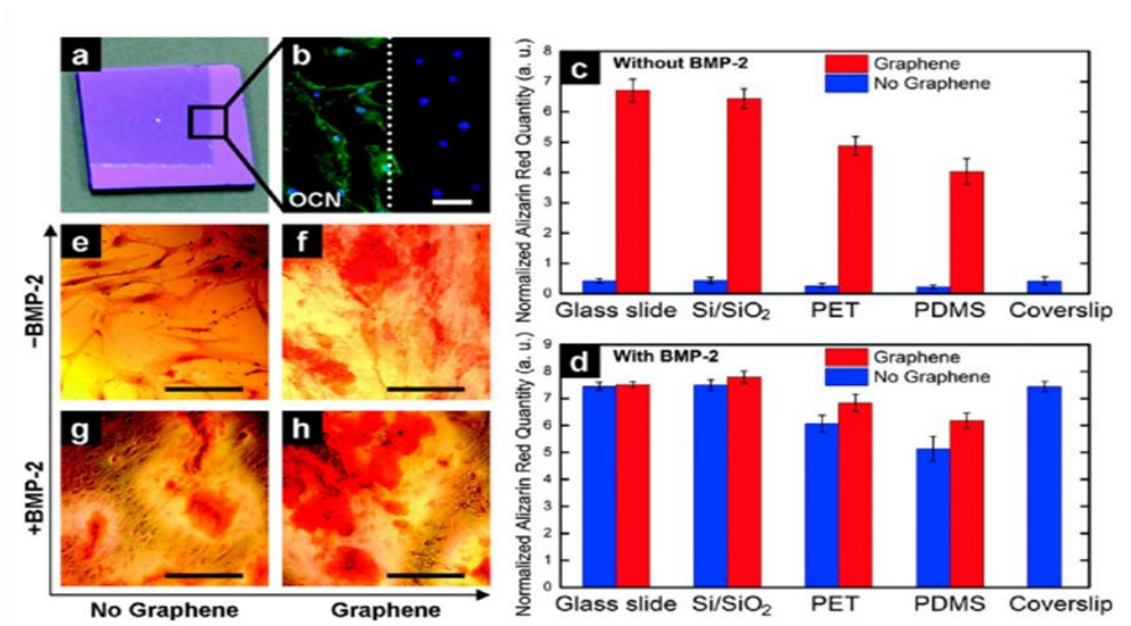 a
b
OCN
e
f
g
h
−BMP-2
+BMP-2
No Graphene
Graphene
c
Without BMP-2
Graphene
No Graphene
Normalized Alizarin Red Quantity (a. u.)
8
7
6
5
4
3
2
1
0
Glass slide Si/SiO₂ PET PDMS Coverslip
d
With BMP-2
Graphene
No Graphene
Normalized Alizarin Red Quantity (a. u.)
9
8
7
6
5
4
3
2
1
0
Glass slide Si/SiO₂ PET PDMS Coverslip